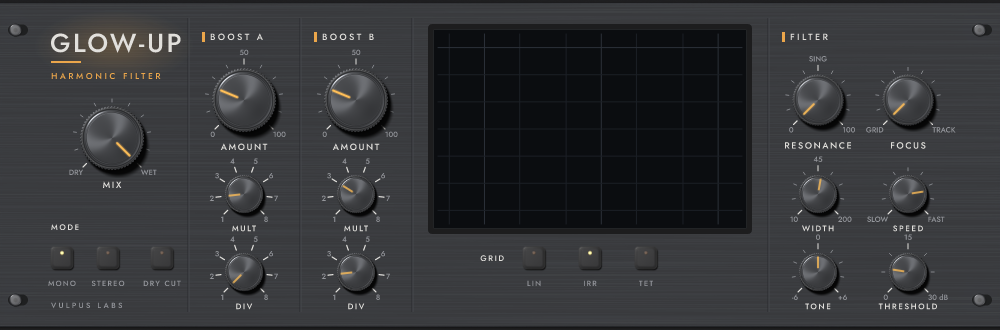 GLOW-UP
HARMONIC FILTER
DRY WET
MIX
MODE
MONO STEREO DRY CUT
VULPUS LABS
BOOST A
50
0 100
AMOUNT
1 2 3 4 5 6 7 8
MULT
1 2 3 4 5 6 7 8
DIV
BOOST B
50
0 100
AMOUNT
1 2 3 4 5 6 7 8
MULT
1 2 3 4 5 6 7 8
DIV
GRID
LIN IRR TET
FILTER
SING
0 100
RESONANCE
GRID TRACK
FOCUS
45
10 200
WIDTH
SLOW FAST
SPEED
0
-6 +6
TONE
15
0 30 dB
THRESHOLD